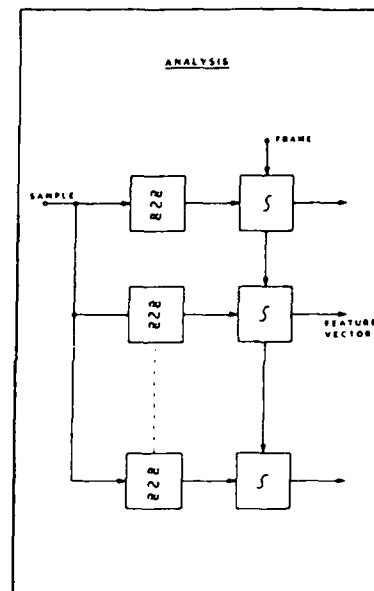 ANALYSIS
FRAME
SAMPLE
∫
∫
FEATURE
VECTOR
∫